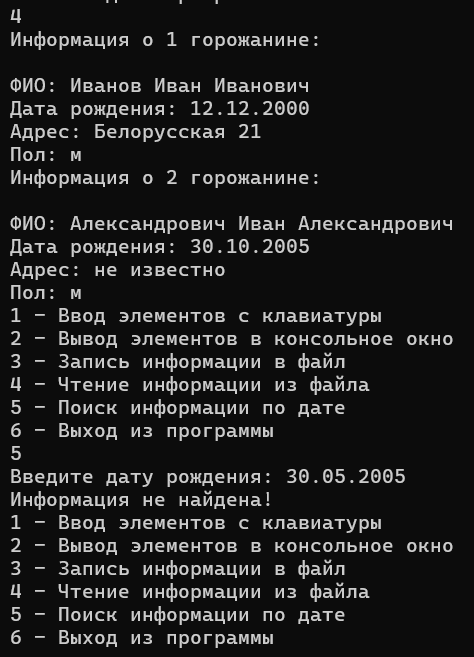 4
Информация о 1 горожанине:
ФИО: Иванов Иван Иванович
Дата рождения: 12.12.2000
Адрес: Белорусская 21
Пол: м
Информация о 2 горожанине:
ФИО: Александрович Иван Александрович
Дата рождения: 30.10.2005
Адрес: не известно
Пол: м
1 - Ввод элементов с клавиатуры
2 - Вывод элементов в консольное окно
3 - Запись информации в файл
4 - Чтение информации из файла
5 - Поиск информации по дате
6 - Выход из программы
5
Введите дату рождения: 30.05.2005
Информация не найдена!
1 - Ввод элементов с клавиатуры
2 - Вывод элементов в консольное окно
3 - Запись информации в файл
4 - Чтение информации из файла
5 - Поиск информации по дате
6 - Выход из программы